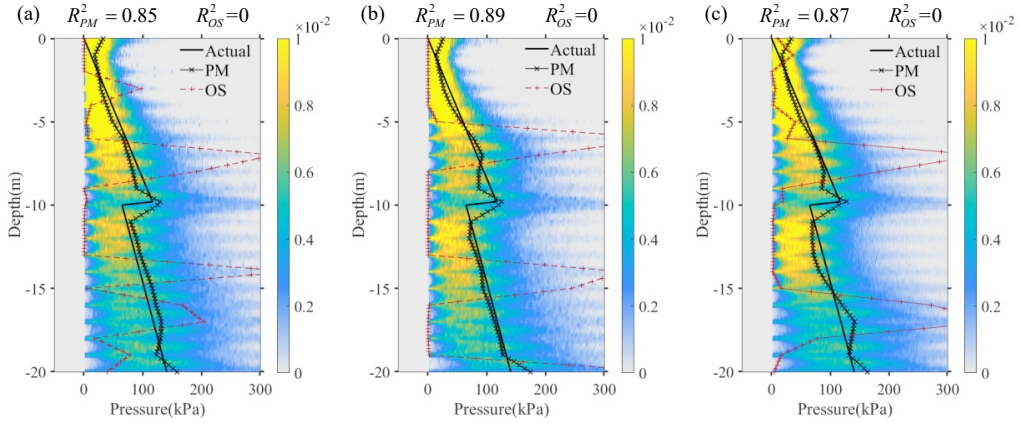 (a) R²PM = 0.85 R²OS=0
×10⁻²
Actual
PM
OS
0
-5
-10
-15
-20
Depth(m)
0 100 200 300
Pressure(kPa)
1
0.8
0.6
0.4
0.2
0
(b) R²PM = 0.89 R²OS=0
×10⁻²
Actual
PM
OS
0
-5
-10
-15
-20
Depth(m)
0 100 200 300
Pressure(kPa)
1
0.8
0.6
0.4
0.2
0
(c) R²PM = 0.87 R²OS=0
×10⁻²
Actual
PM
OS
0
-5
-10
-15
-20
Depth(m)
0 100 200 300
Pressure(kPa)
1
0.8
0.6
0.4
0.2
0